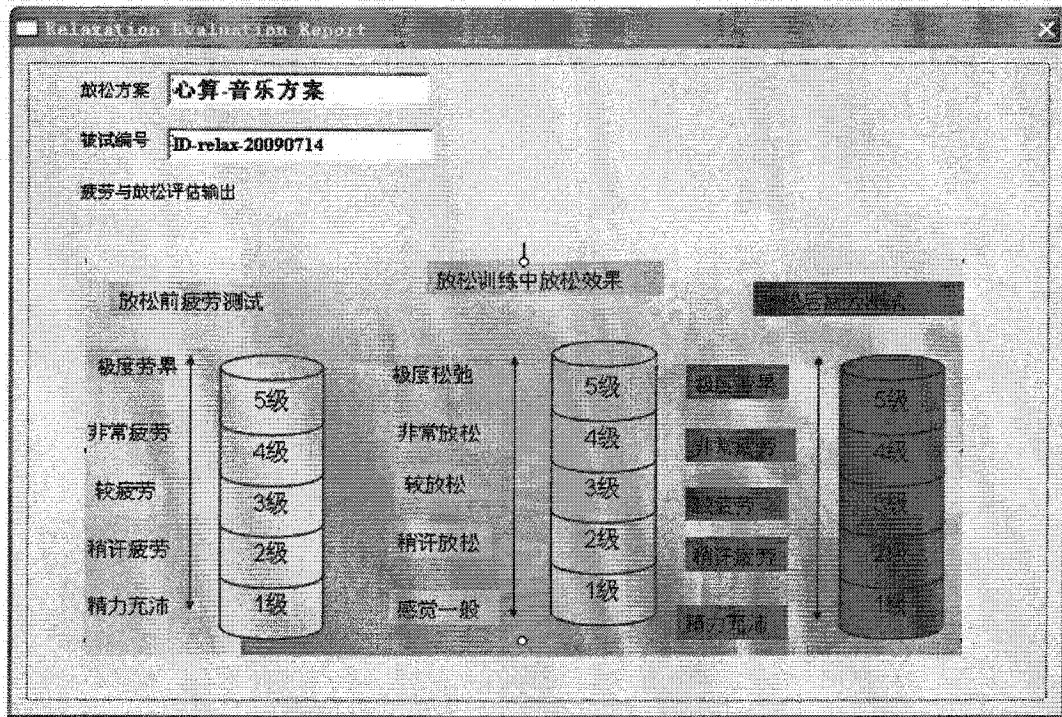 Relaxation Evaluation Report
放松方案 心算-音乐方案
被试编号 ID-relax-20090714
疲劳与放松评估输出
放松训练中放松效果
放松前疲劳测试
极度劳累
非常疲劳
较疲劳
稍许疲劳
精力充沛
5级
4级
3级
2级
1级
极度松弛
非常放松
较放松
稍许放松
感觉一般
5级
4级
3级
2级
1级
极度劳累
非常疲劳
较疲劳
稍许疲劳
精力充沛
5级
4级
3级
2级
1级